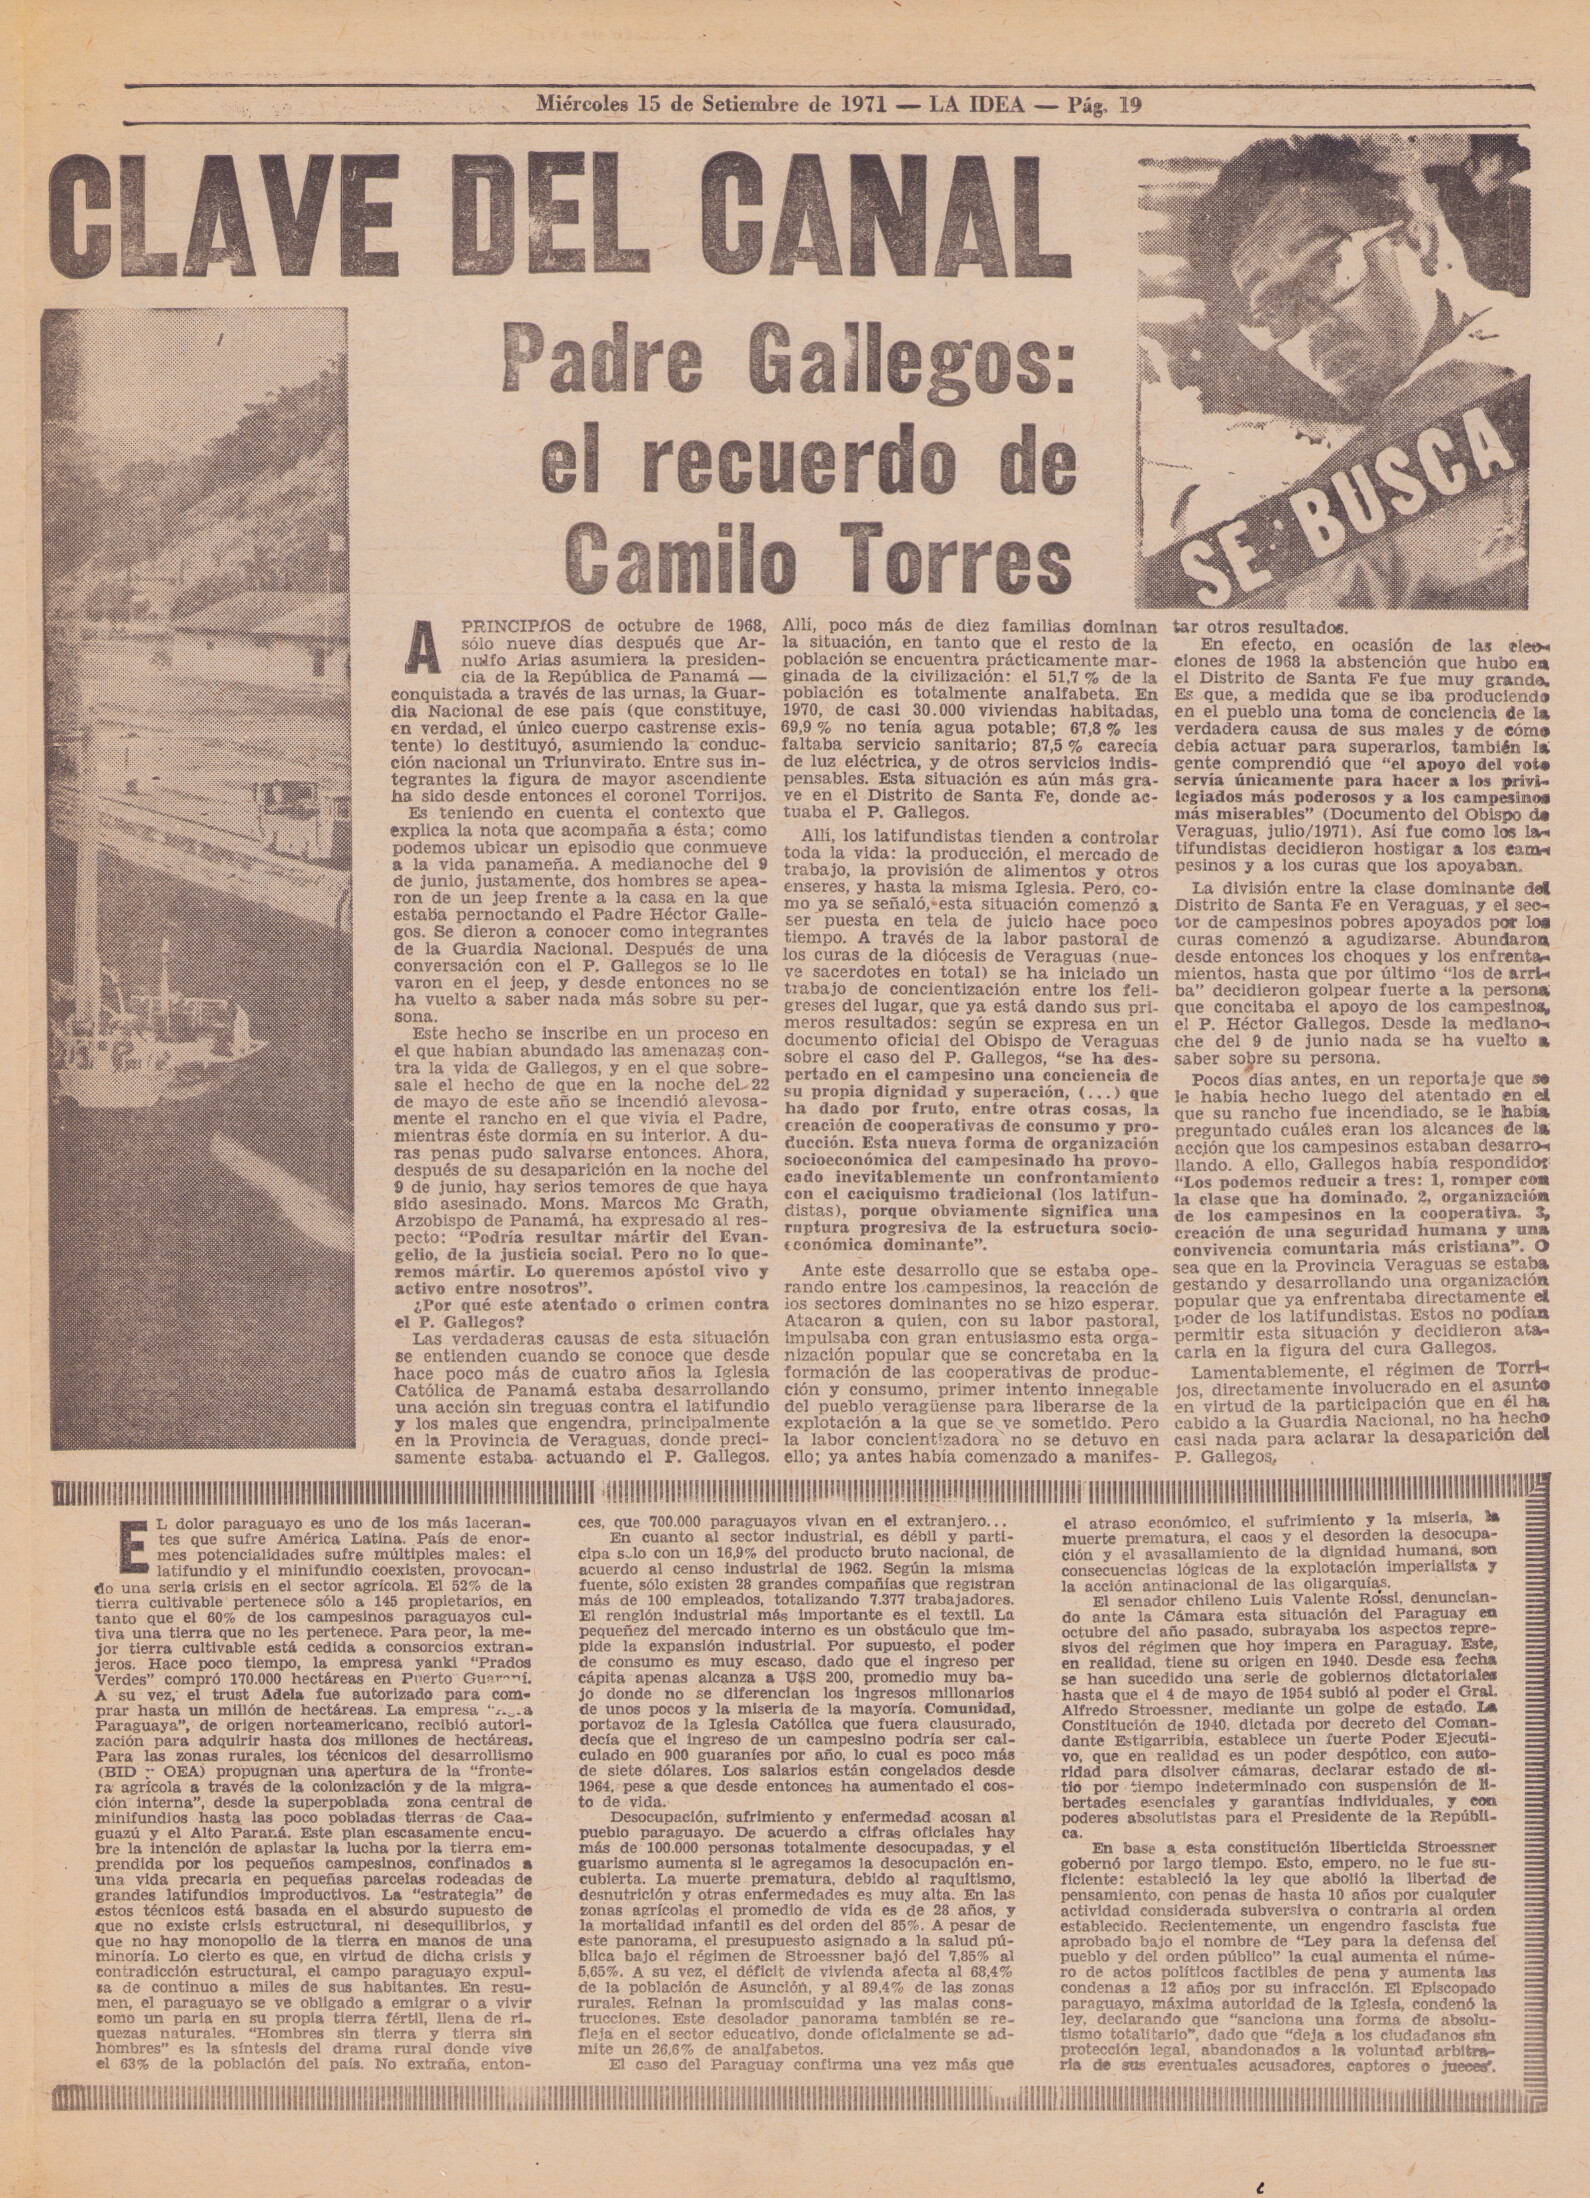 Miércoles 15 de Setiembre de 1971 — LA IDEA — Pág. 19
CLAVE DEL CANAL
Padre Gallegos:
el recuerdo de
Camilo Torres
SE BUSCA
A PRINCIPIOS de octubre de 1968,
sólo nueve días después que Ar-
nulfo Arias asumiera la presiden-
cia de la República de Panamá —
conquistada a través de las urnas, la Guar-
dia Nacional de ese país (que constituye,
en verdad, el único cuerpo castrense exis-
tente) lo destituyó, asumiendo la conduc-
ción nacional un Triunvirato. Entre sus in-
tegrantes la figura de mayor ascendiente
ha sido desde entonces el coronel Torrijos.
Es teniendo en cuenta el contexto que
explica la nota que acompaña a ésta; como
podemos ubicar un episodio que conmueve
a la vida panameña. A medianoche del 9
de junio, justamente, dos hombres se apea-
ron de un jeep frente a la casa en la que
estaba pernoctando el Padre Héctor Galle-
gos. Se dieron a conocer como integrantes
de la Guardia Nacional. Después de una
conversación con el P. Gallegos se lo lle
varon en el jeep, y desde entonces no se
ha vuelto a saber nada más sobre su per-
sona.
Este hecho se inscribe en un proceso en
el que habían abundado las amenazas con-
tra la vida de Gallegos, y en el que sobre-
sale el hecho de que en la noche del 22
de mayo de este año se incendió alevosa-
mente el rancho en el que vivía el Padre,
mientras éste dormía en su interior. A du-
ras penas pudo salvarse entonces. Ahora,
después de su desaparición en la noche del
9 de junio, hay serios temores de que haya
sido asesinado. Mons. Marcos Mc Grath,
Arzobispo de Panamá, ha expresado al res-
pecto: "Podría resultar mártir del Evan-
gelio, de la justicia social. Pero no lo que-
remos mártir. Lo queremos apóstol vivo y
activo entre nosotros".
¿Por qué este atentado o crimen contra
el P. Gallegos?
Las verdaderas causas de esta situación
se entienden cuando se conoce que desde
hace poco más de cuatro años la Iglesia
Católica de Panamá estaba desarrollando
una acción sin treguas contra el latifundio
y los males que engendra, principalmente
en la Provincia de Veraguas, donde preci-
samente estaba actuando el P. Gallegos.
Allí, poco más de diez familias dominan
la situación, en tanto que el resto de la
población se encuentra prácticamente mar-
ginada de la civilización: el 51,7 % de la
población es totalmente analfabeta. En
1970, de casi 30.000 viviendas habitadas,
69,9 % no tenía agua potable; 67,8 % les
faltaba servicio sanitario; 87,5 % carecía
de luz eléctrica, y de otros servicios indis-
pensables. Esta situación es aún más gra-
ve en el Distrito de Santa Fe, donde ac-
tuaba el P. Gallegos.
Allí, los latifundistas tienden a controlar
toda la vida: la producción, el mercado de
trabajo, la provisión de alimentos y otros
enseres, y hasta la misma Iglesia. Pero, co-
mo ya se señaló, esta situación comenzó a
ser puesta en tela de juicio hace poco
tiempo. A través de la labor pastoral de
los curas de la diócesis de Veraguas (nue-
ve sacerdotes en total) se ha iniciado un
trabajo de concientización entre los feli-
greses del lugar, que ya está dando sus pri-
meros resultados: según se expresa en un
documento oficial del Obispo de Veraguas
sobre el caso del P. Gallegos, "se ha des-
pertado en el campesino una conciencia de
su propia dignidad y superación, (...) que
ha dado por fruto, entre otras cosas, la
creación de cooperativas de consumo y pro-
ducción. Esta nueva forma de organización
socioeconómica del campesinado ha provo-
cado inevitablemente un confrontamiento
con el caciquismo tradicional (los latifun-
distas), porque obviamente significa una
ruptura progresiva de la estructura socio-
económica dominante".
Ante este desarrollo que se estaba ope-
rando entre los campesinos, la reacción de
los sectores dominantes no se hizo esperar.
Atacaron a quien, con su labor pastoral,
impulsaba con gran entusiasmo esta orga-
nización popular que se concretaba en la
formación de las cooperativas de produc-
ción y consumo, primer intento innegable
del pueblo veragüense para liberarse de la
explotación a la que se ve sometido. Pero
la labor concientizadora no se detuvo en
ello; ya antes había comenzado a manifes-
tar otros resultados.
En efecto, en ocasión de las elec-
ciones de 1968 la abstención que hubo en
el Distrito de Santa Fe fue muy grande.
Es que, a medida que se iba produciendo
en el pueblo una toma de conciencia de la
verdadera causa de sus males y de cómo
debía actuar para superarlos, también la
gente comprendió que "el apoyo del voto
servía únicamente para hacer a los privi-
legiados más poderosos y a los campesinos
más miserables" (Documento del Obispo de
Veraguas, julio/1971). Así fue como los la-
tifundistas decidieron hostigar a los cam-
pesinos y a los curas que los apoyaban.
La división entre la clase dominante del
Distrito de Santa Fe en Veraguas, y el sec-
tor de campesinos pobres apoyados por los
curas comenzó a agudizarse. Abundaron
desde entonces los choques y los enfrenta-
mientos, hasta que por último "los de arri-
ba" decidieron golpear fuerte a la persona
que concitaba el apoyo de los campesinos,
el P. Héctor Gallegos. Desde la mediano-
che del 9 de junio nada se ha vuelto a
saber sobre su persona.
Pocos días antes, en un reportaje que se
le había hecho luego del atentado en el
que su rancho fue incendiado, se le había
preguntado cuáles eran los alcances de la
acción que los campesinos estaban desarro-
llando. A ello, Gallegos había respondido:
"Los podemos reducir a tres: 1, romper con
la clase que ha dominado. 2, organización
de los campesinos en la cooperativa. 3,
creación de una seguridad humana y una
convivencia comuntaria más cristiana". O
sea que en la Provincia Veraguas se estaba
gestando y desarrollando una organización
popular que ya enfrentaba directamente el
poder de los latifundistas. Estos no podían
permitir esta situación y decidieron ata-
carla en la figura del cura Gallegos.
Lamentablemente, el régimen de Torri-
jos, directamente involucrado en el asunto
en virtud de la participación que en él ha
cabido a la Guardia Nacional, no ha hecho
casi nada para aclarar la desaparición del
P. Gallegos.
EL dolor paraguayo es uno de los más laceran-
tes que sufre América Latina. País de enor-
mes potencialidades sufre múltiples males: el
latifundio y el minifundio coexisten, provocan-
do una seria crisis en el sector agrícola. El 52% de la
tierra cultivable pertenece sólo a 145 propietarios, en
tanto que el 60% de los campesinos paraguayos cul-
tiva una tierra que no les pertenece. Para peor, la me-
jor tierra cultivable está cedida a consorcios extran-
jeros. Hace poco tiempo, la empresa yanki "Prados
Verdes" compró 170.000 hectáreas en Puerto Guaraní.
A su vez, el trust Adela fue autorizado para com-
prar hasta un millón de hectáreas. La empresa
Paraguaya", de origen norteamericano, recibió autori-
zación para adquirir hasta dos millones de hectáreas.
Para las zonas rurales, los técnicos del desarrollismo
(BID y OEA) propugnan una apertura de la "fronte-
ra agrícola a través de la colonización y de la migra-
ción interna", desde la superpoblada zona central de
minifundios hasta las poco pobladas tierras de Caa-
guazú y el Alto Paraná. Este plan escasamente encu-
bre la intención de aplastar la lucha por la tierra em-
prendida por los pequeños campesinos, confinados a
una vida precaria en pequeñas parcelas rodeadas de
grandes latifundios improductivos. La "estrategia" de
estos técnicos está basada en el absurdo supuesto de
que no existe crisis estructural, ni desequilibrios, y
que no hay monopolio de la tierra en manos de una
minoría. Lo cierto es que, en virtud de dicha crisis y
contradicción estructural, el campo paraguayo expul-
sa de continuo a miles de sus habitantes. En resu-
men, el paraguayo se ve obligado a emigrar o a vivir
como un paria en su propia tierra fértil, llena de ri-
quezas naturales. "Hombres sin tierra y tierra sin
hombres" es la síntesis del drama rural donde vive
el 63% de la población del país. No extraña, enton-
ces, que 700.000 paraguayos vivan en el extranjero...
En cuanto al sector industrial, es débil y parti-
cipa solo con un 16,9% del producto bruto nacional, de
acuerdo al censo industrial de 1962. Según la misma
fuente, sólo existen 28 grandes compañías que registran
más de 100 empleados, totalizando 7.377 trabajadores.
El renglón industrial más importante es el textil. La
pequeñez del mercado interno es un obstáculo que im-
pide la expansión industrial. Por supuesto, el poder
de consumo es muy escaso, dado que el ingreso per
cápita apenas alcanza a U$S 200, promedio muy ba-
jo donde no se diferencian los ingresos millonarios
de unos pocos y la miseria de la mayoría. Comunidad,
portavoz de la Iglesia Católica que fuera clausurado,
decía que el ingreso de un campesino podría ser cal-
culado en 900 guaraníes por año, lo cual es poco más
de siete dólares. Los salarios están congelados desde
1964, pese a que desde entonces ha aumentado el cos-
to de vida.
Desocupación, sufrimiento y enfermedad acosan al
pueblo paraguayo. De acuerdo a cifras oficiales hay
más de 100.000 personas totalmente desocupadas, y el
guarismo aumenta si le agregamos la desocupación en-
cubierta. La muerte prematura, debido al raquitismo,
desnutrición y otras enfermedades es muy alta. En las
zonas agrícolas el promedio de vida es de 28 años, y
la mortalidad infantil es del orden del 85%. A pesar de
este panorama, el presupuesto asignado a la salud pú-
blica bajo el régimen de Stroessner bajó del 7,85% al
5,65%. A su vez, el déficit de vivienda afecta al 68,4%
de la población de Asunción, y al 89,4% de las zonas
rurales. Reinan la promiscuidad y las malas cons-
trucciones. Este desolador panorama también se re-
fleja en el sector educativo, donde oficialmente se ad-
mite un 26,6% de analfabetos.
El caso del Paraguay confirma una vez más que
el atraso económico, el sufrimiento y la miseria, la
muerte prematura, el caos y el desorden la desocupa-
ción y el avasallamiento de la dignidad humana, son
consecuencias lógicas de la explotación imperialista y
la acción antinacional de las oligarquías.
El senador chileno Luis Valente Rossi, denuncian-
do ante la Cámara esta situación del Paraguay en
octubre del año pasado, subrayaba los aspectos repre-
sivos del régimen que hoy impera en Paraguay. Este,
en realidad, tiene su origen en 1940. Desde esa fecha
se han sucedido una serie de gobiernos dictatoriales
hasta que el 4 de mayo de 1954 subió al poder el Gral.
Alfredo Stroessner, mediante un golpe de estado. La
Constitución de 1940, dictada por decreto del Coman-
dante Estigarribia, establece un fuerte Poder Ejecuti-
vo, que en realidad es un poder despótico, con auto-
ridad para disolver cámaras, declarar estado de si-
tio por tiempo indeterminado con suspensión de li-
bertades esenciales y garantías individuales, y con
poderes absolutistas para el Presidente de la Repúbli-
ca.
En base a esta constitución liberticida Stroessner
gobernó por largo tiempo. Esto, empero, no le fue su-
ficiente: estableció la ley que abolió la libertad de
pensamiento, con penas de hasta 10 años por cualquier
actividad considerada subversiva o contraria al orden
establecido. Recientemente, un engendro fascista fue
aprobado bajo el nombre de "Ley para la defensa del
pueblo y del orden público" la cual aumenta el núme-
ro de actos políticos factibles de pena y aumenta las
condenas a 12 años por su infracción. El Episcopado
paraguayo, máxima autoridad de la Iglesia, condenó la
ley, declarando que "sanciona una forma de absolu-
tismo totalitario", dado que "deja a los ciudadanos sin
protección legal, abandonados a la voluntad arbitra-
ria de sus eventuales acusadores, captores o jueces".